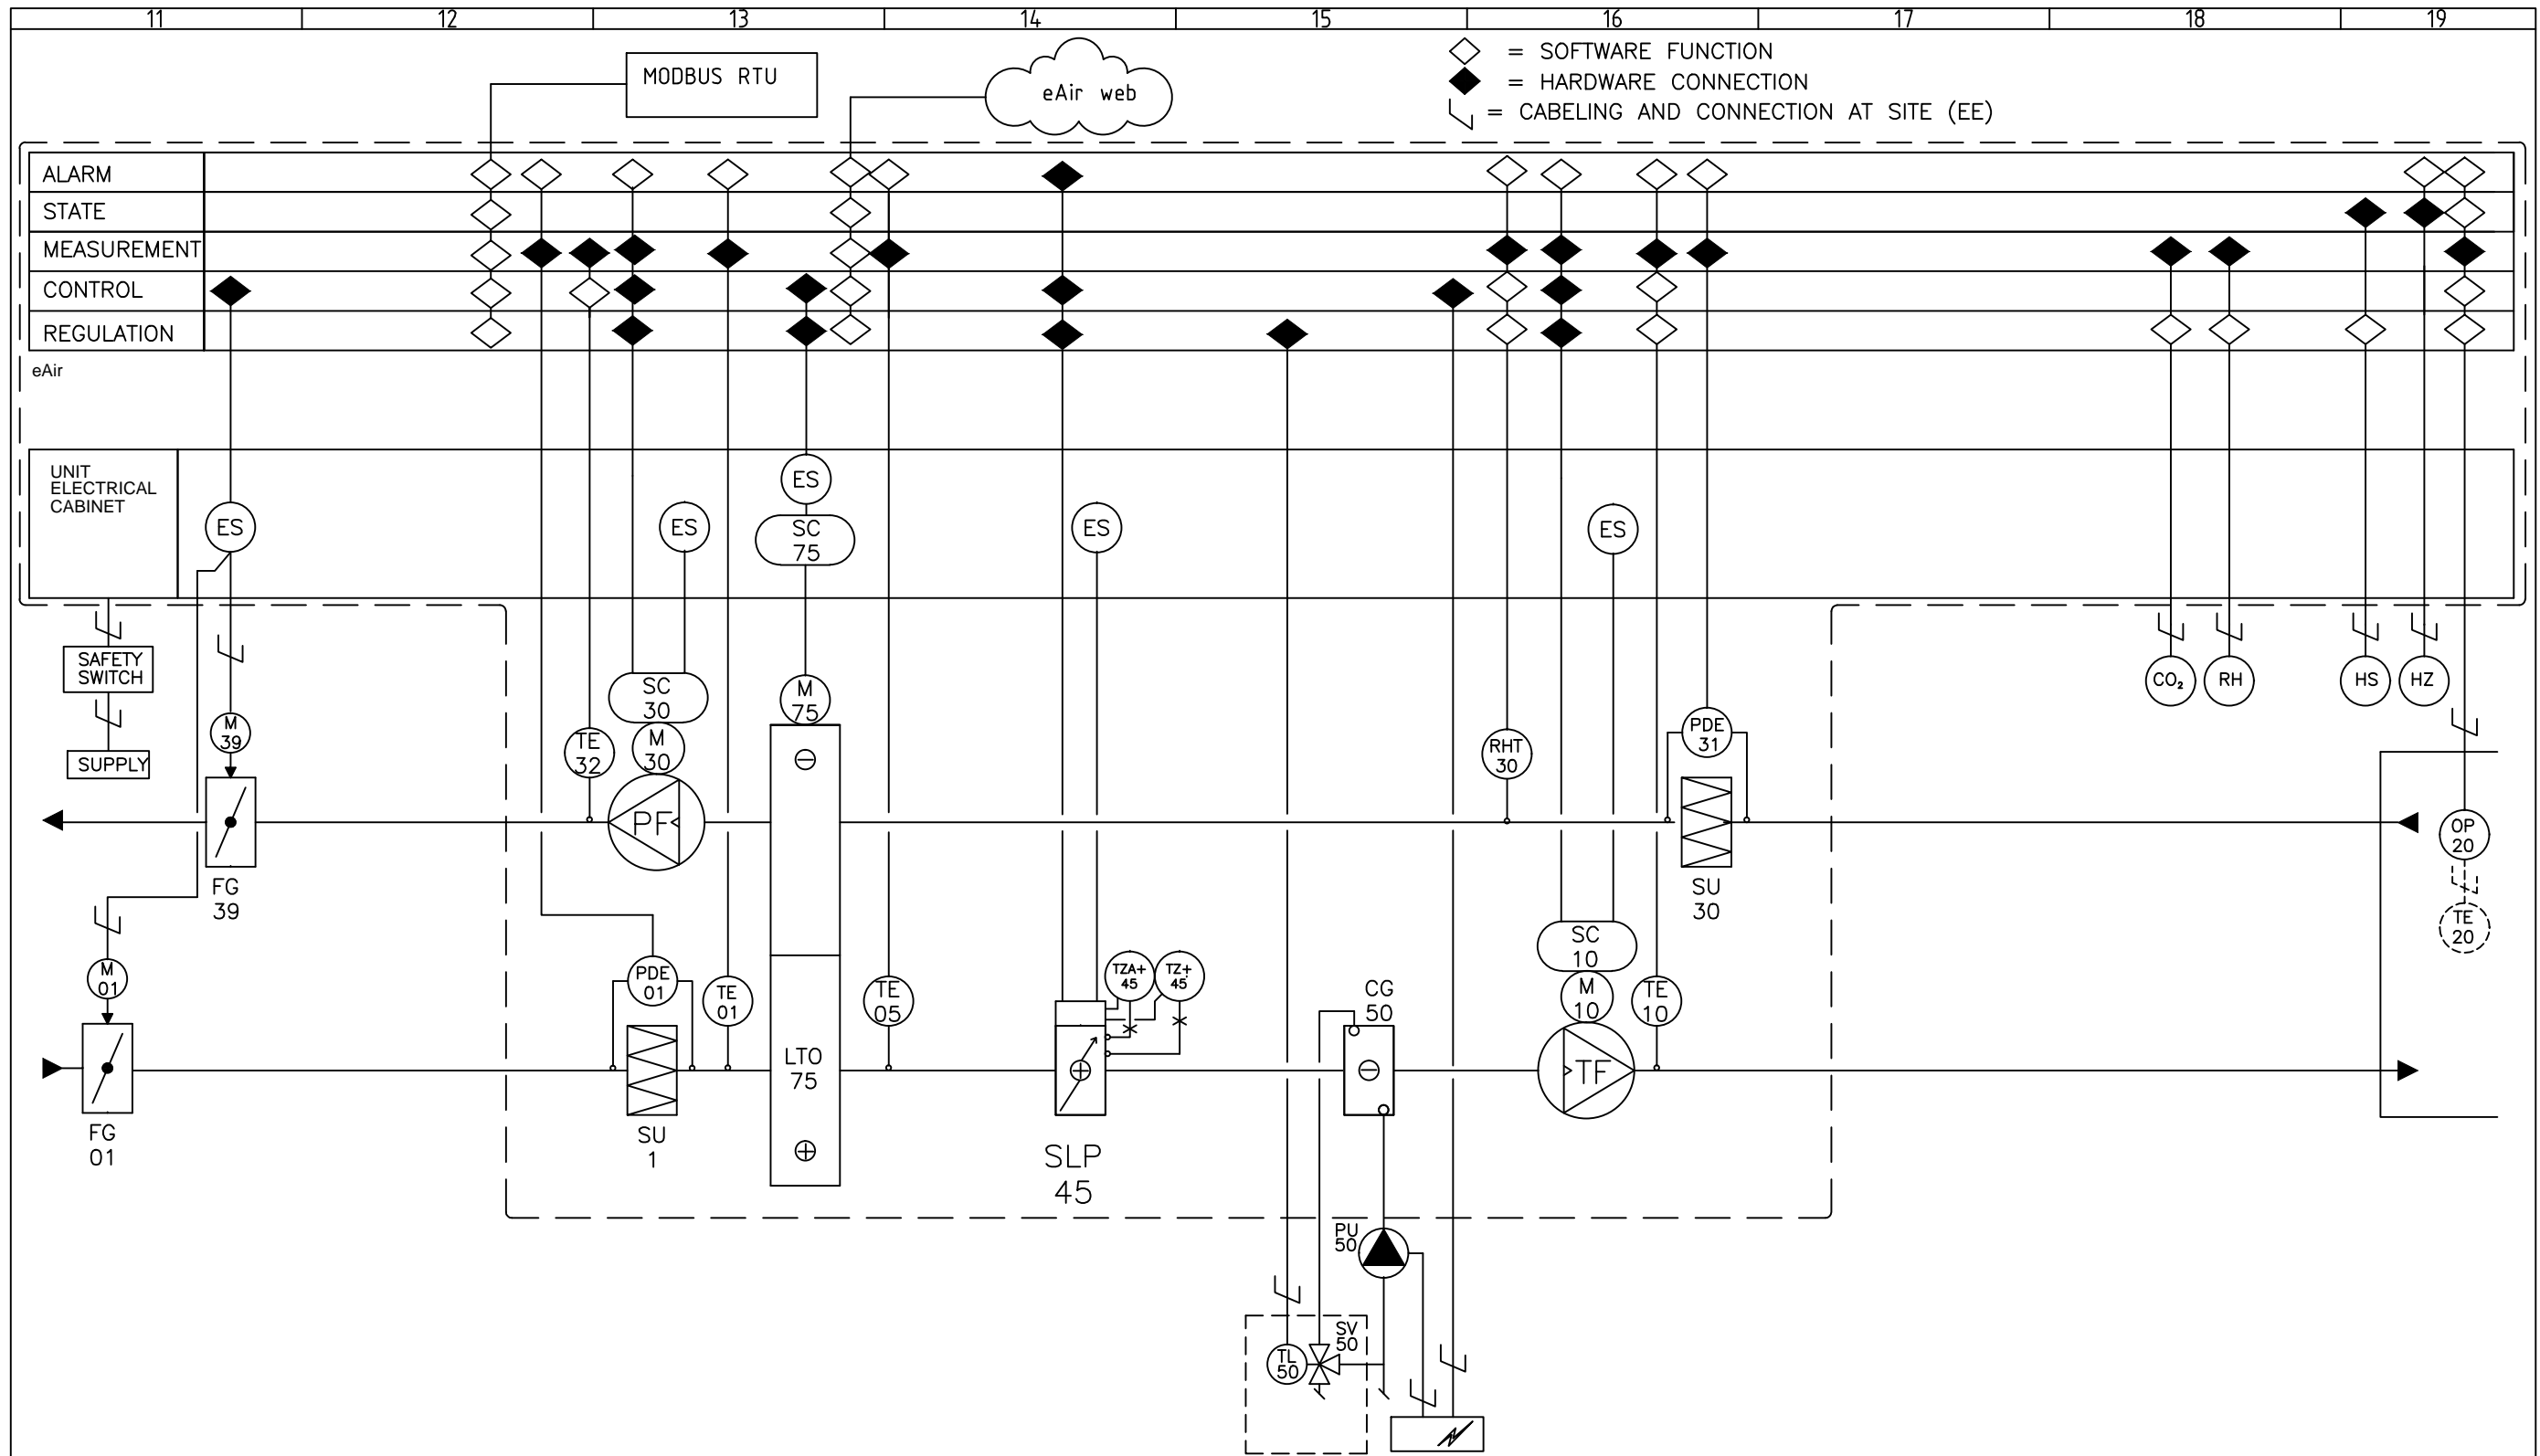 11 12 13 14 15 16 17 18 19
MODBUS RTU
eAir web
= SOFTWARE FUNCTION
= HARDWARE CONNECTION
= CABELING AND CONNECTION AT SITE (EE)
ALARM
STATE
MEASUREMENT
CONTROL
REGULATION
eAir
UNIT
ELECTRICAL
CABINET
ES
ES
ES
SC
75
ES
ES
SAFETY
SWITCH
SUPPLY
M
39
TE
32
SC
30
M
30
M
75
RHT
30
PDE
31
CO₂
RH
HS
HZ
PF
FG
39
SU
30
OP
20
TE
20
M
01
PDE
01
TE
01
TE
05
TZA+
45
TZ+
45
CG
50
SC
10
M
10
TE
10
LTO
75
TF
FG
01
SU
1
SLP
45
PU
50
SV
50
TL
50